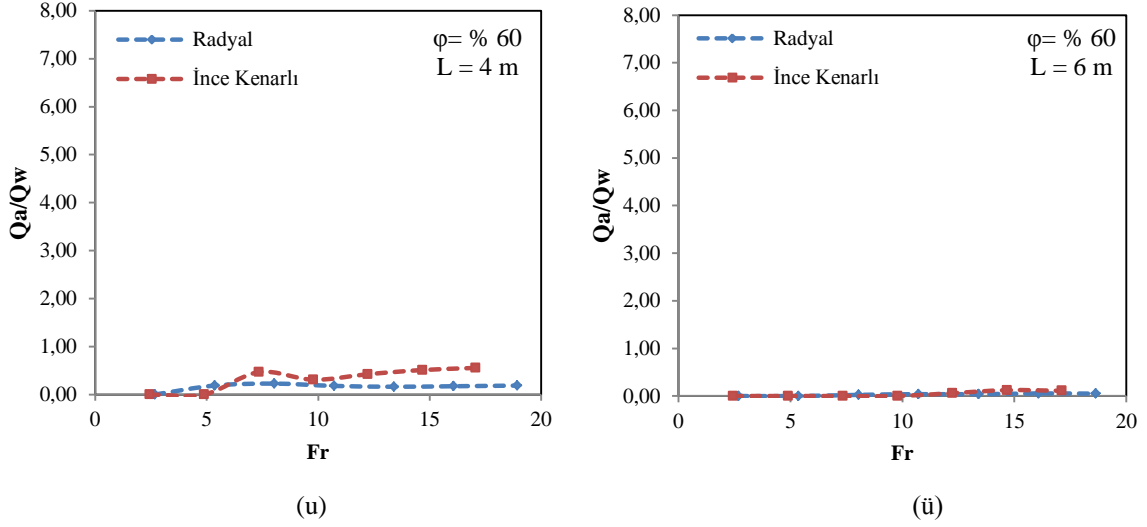 8,00
7,00
6,00
5,00
4,00
3,00
2,00
1,00
0,00
Qa/Qw
Radyal
İnce Kenarlı
φ= % 60
L = 4 m
0 5 10 15 20
Fr
(u)
8,00
7,00
6,00
5,00
4,00
3,00
2,00
1,00
0,00
Qa/Qw
Radyal
İnce Kenarlı
φ= % 60
L = 6 m
0 5 10 15 20
Fr
(ü)